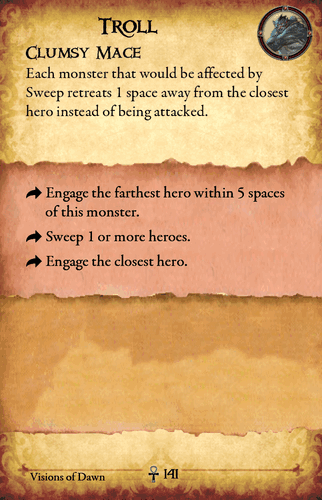 Troll
Clumsy Mace
Each monster that would be affected by
Sweep retreats 1 space away from the closest
hero instead of being attacked.
Engage the farthest hero within 5 spaces
of this monster.
Sweep 1 or more heroes.
Engage the closest hero.
Visions of Dawn 141